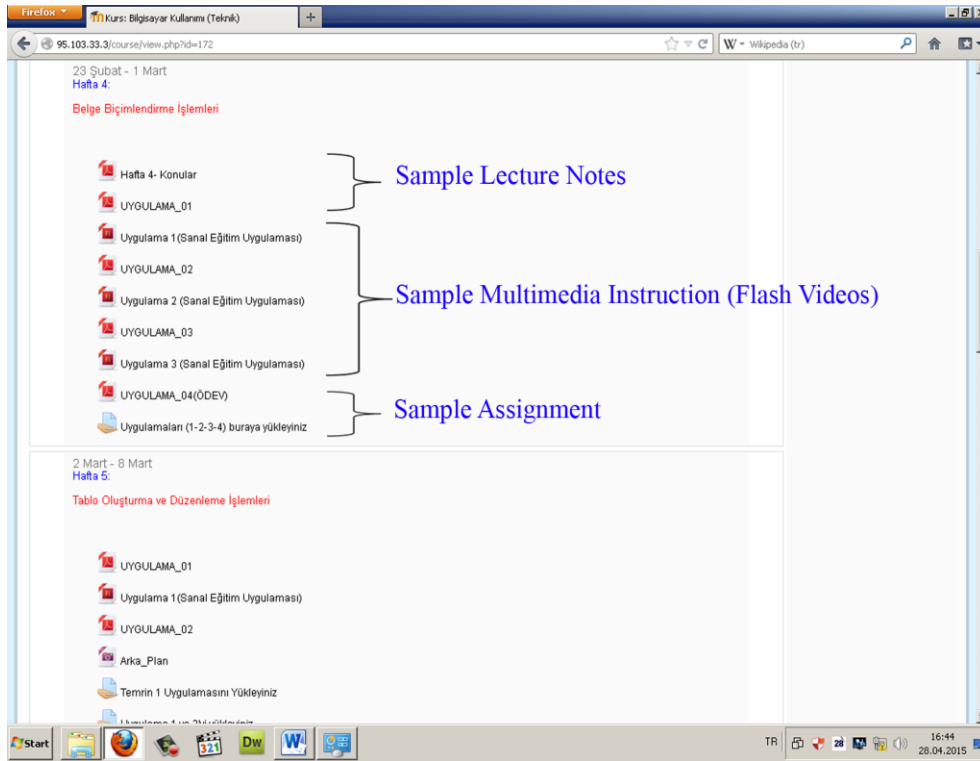 Firefox
Kurs: Bilgisayar Kullanımı (Teknik)
95.103.33.3/course/view.php?id=172
W - Wikipedia (tr)
23 Şubat - 1 Mart
Hafta 4:
Belge Biçimlendirme İşlemleri
Hafta 4- Konular
UYGULAMA_01
Sample Lecture Notes
Uygulama 1(Sanal Eğitim Uygulaması)
UYGULAMA_02
Uygulama 2 (Sanal Eğitim Uygulaması)
UYGULAMA_03
Uygulama 3 (Sanal Eğitim Uygulaması)
Sample Multimedia Instruction (Flash Videos)
UYGULAMA_04(ÖDEV)
Uygulamaları (1-2-3-4) buraya yükleyiniz
Sample Assignment
2 Mart - 8 Mart
Hafta 5:
Tablo Oluşturma ve Düzenleme İşlemleri
UYGULAMA_01
Uygulama 1(Sanal Eğitim Uygulaması)
UYGULAMA_02
Arka_Plan
Temrin 1 Uygulamasını Yükleyiniz
Start
321
Dw
W
TR
28
16:44
28.04.2015